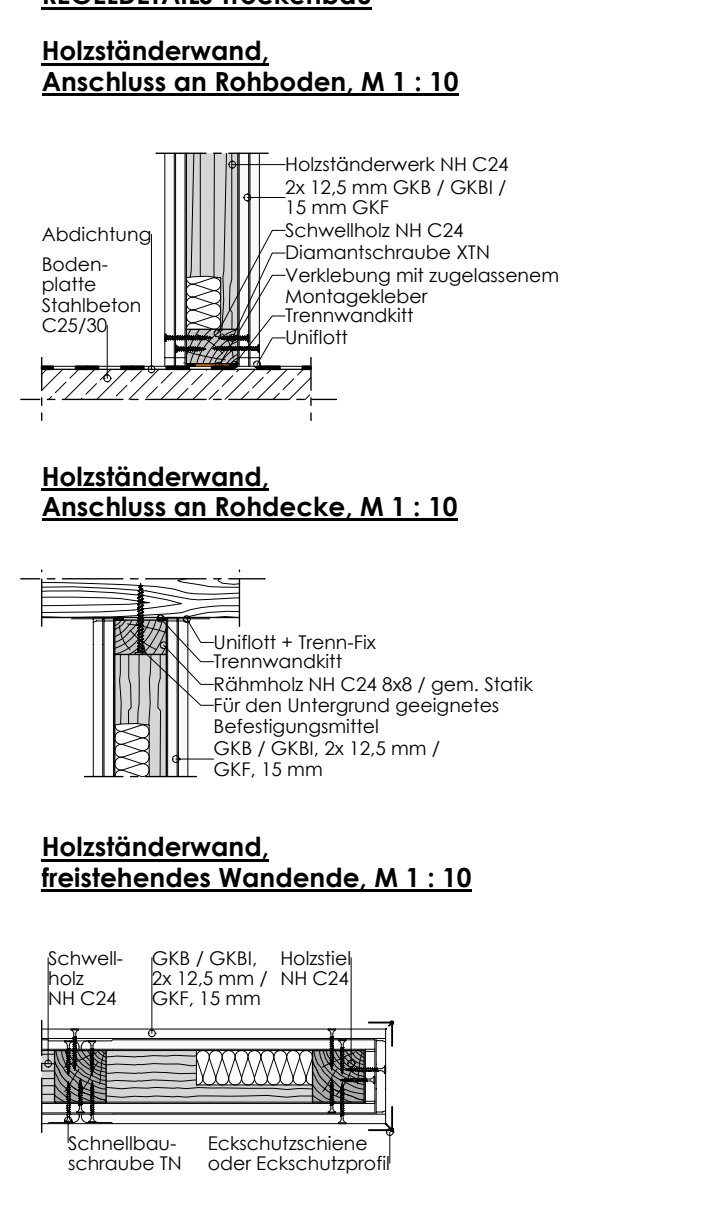 REGELDETAILS Trockenbau
Holzständerwand,
Anschluss an Rohboden, M 1 : 10
Holzständerwerk NH C24
2x 12,5 mm GKB / GKBI /
15 mm GKF
Schwellholz NH C24
Diamantschraube XTN
Verklebung mit zugelassenem
Montagekleber
Trennwandkitt
Uniflott
Abdichtung
Boden-
platte
Stahlbeton
C25/30
Holzständerwand,
Anschluss an Rohdecke, M 1 : 10
Uniflott + Trenn-Fix
Trennwandkitt
Rähmholz NH C24 8x8 / gem. Statik
Für den Untergrund geeignetes
Befestigungsmittel
GKB / GKBI, 2x 12,5 mm /
GKF, 15 mm
Holzständerwand,
freistehendes Wandende, M 1 : 10
Schwell-
holz
NH C24
GKB / GKBI,
2x 12,5 mm /
GKF, 15 mm
Holzstiel
NH C24
Schnellbau-
schraube TN
Eckschutzschiene
oder Eckschutzprofil